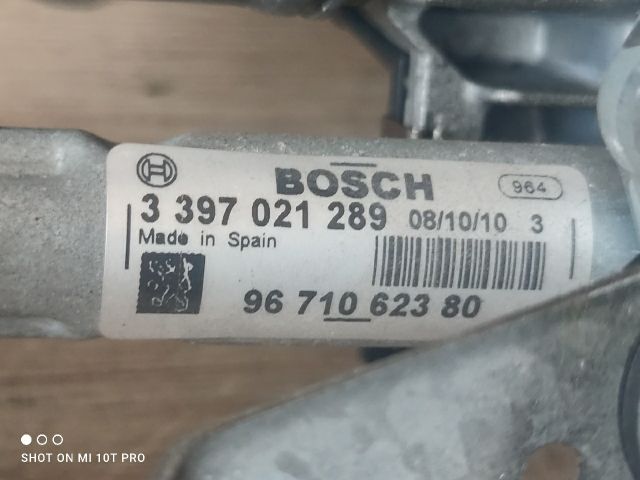 BOSCH
964
3 397 021 289 08/10/10 3
Made in Spain
96 710 623 80
SHOT ON MI 10T PRO